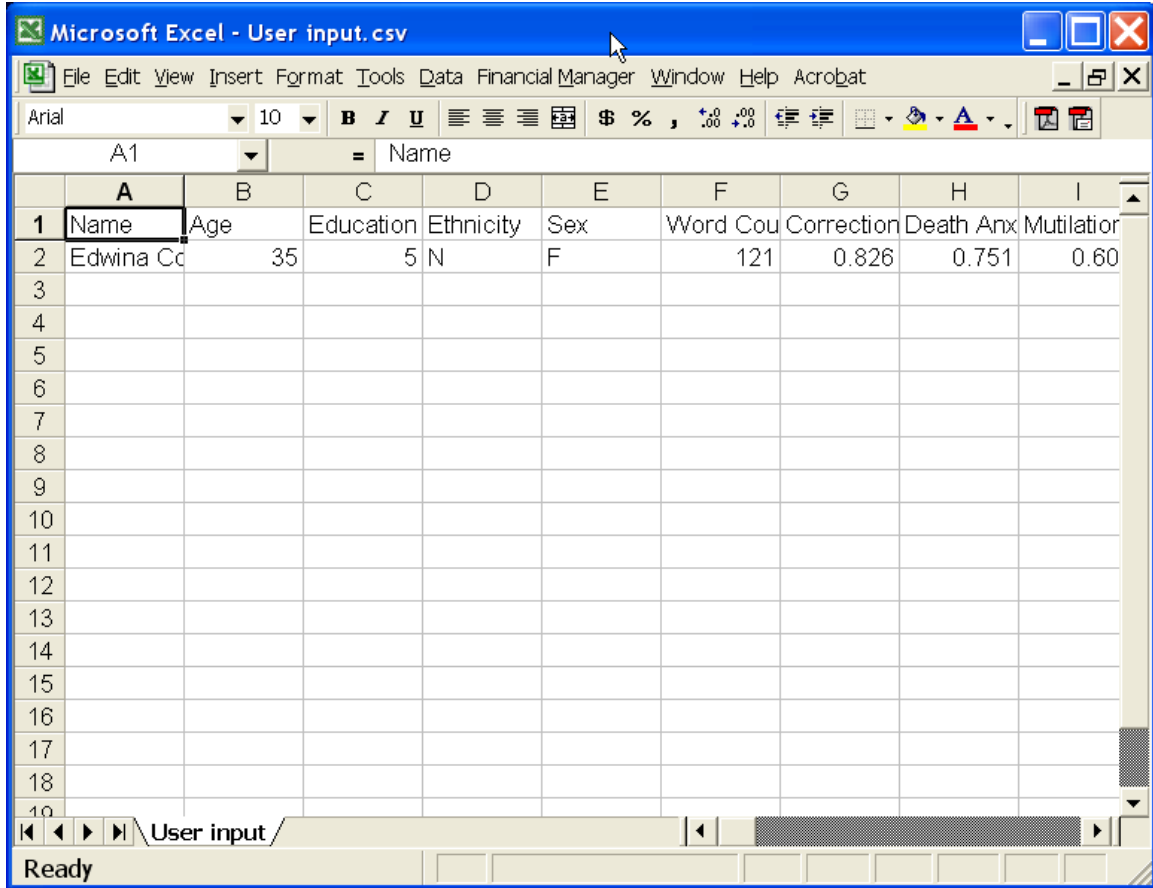 Microsoft Excel - User input.csv
File Edit View Insert Format Tools Data Financial Manager Window Help Acrobat
Arial 10 B I U $ % , .00 .00 A
A1 = Name
A B C D E F G H I
1 Name Age Education Ethnicity Sex Word Cou Correction Death Anx Mutilation
2 Edwina Co 35 5 N F 121 0.826 0.751 0.60
3
4
5
6
7
8
9
10
11
12
13
14
15
16
17
18
19
User input
Ready